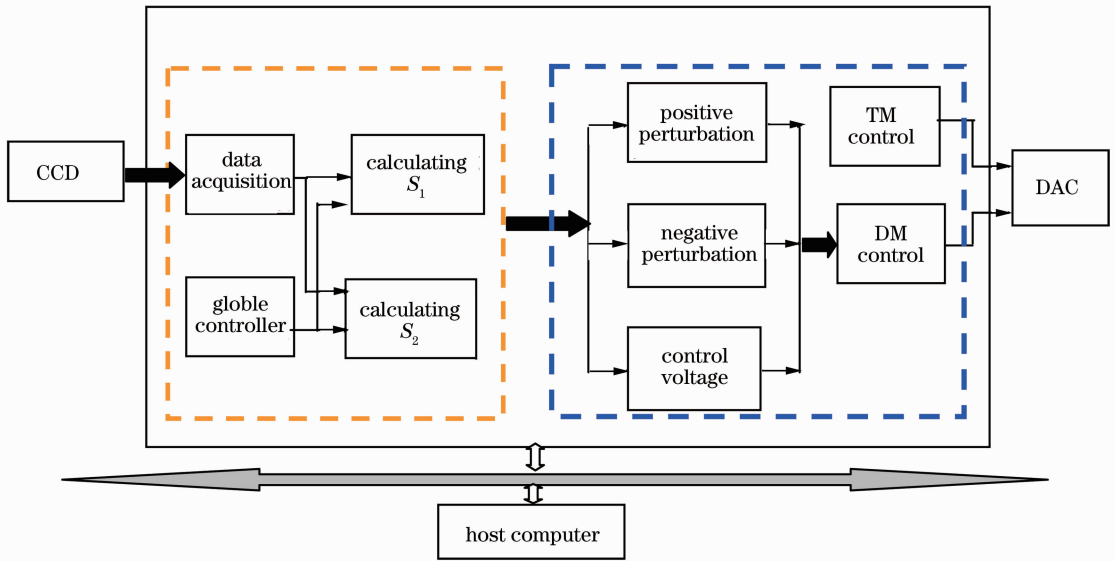 CCD
data
acquisition
calculating
S1
globle
controller
calculating
S2
positive
perturbation
negative
perturbation
control
voltage
TM
control
DM
control
DAC
host computer